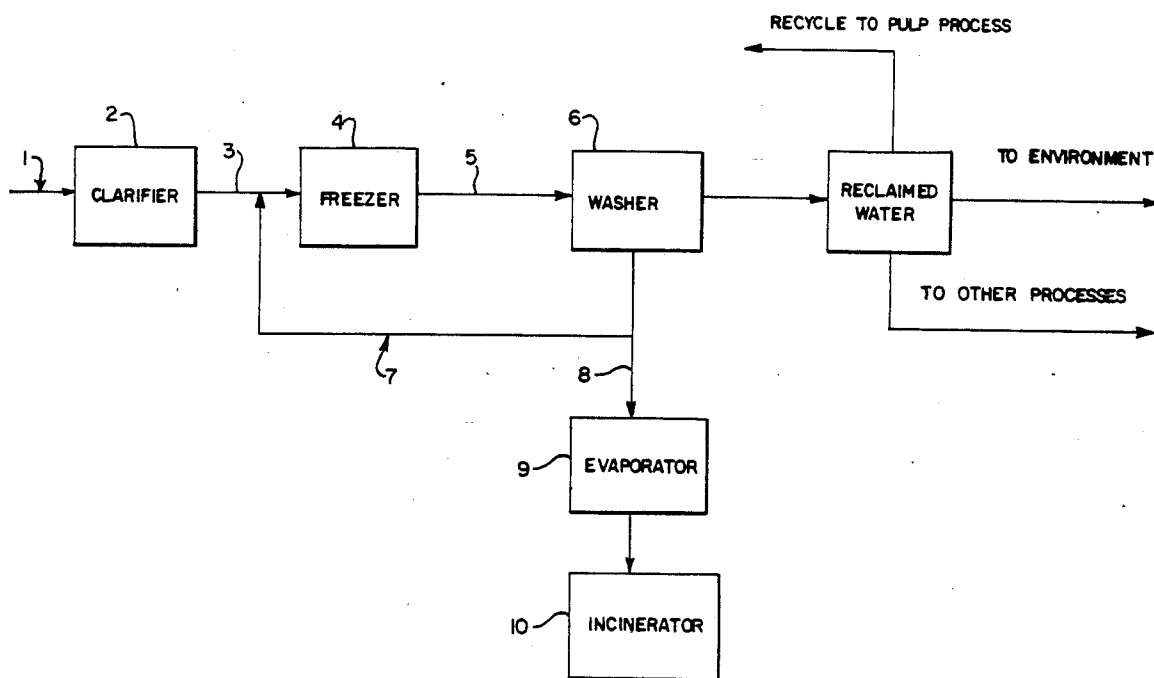 RECYCLE TO PULP PROCESS
1
2
CLARIFIER
3
4
FREEZER
5
6
WASHER
RECLAIMED
WATER
TO ENVIRONMENT
TO OTHER PROCESSES
7
8
9
EVAPORATOR
10
INCINERATOR